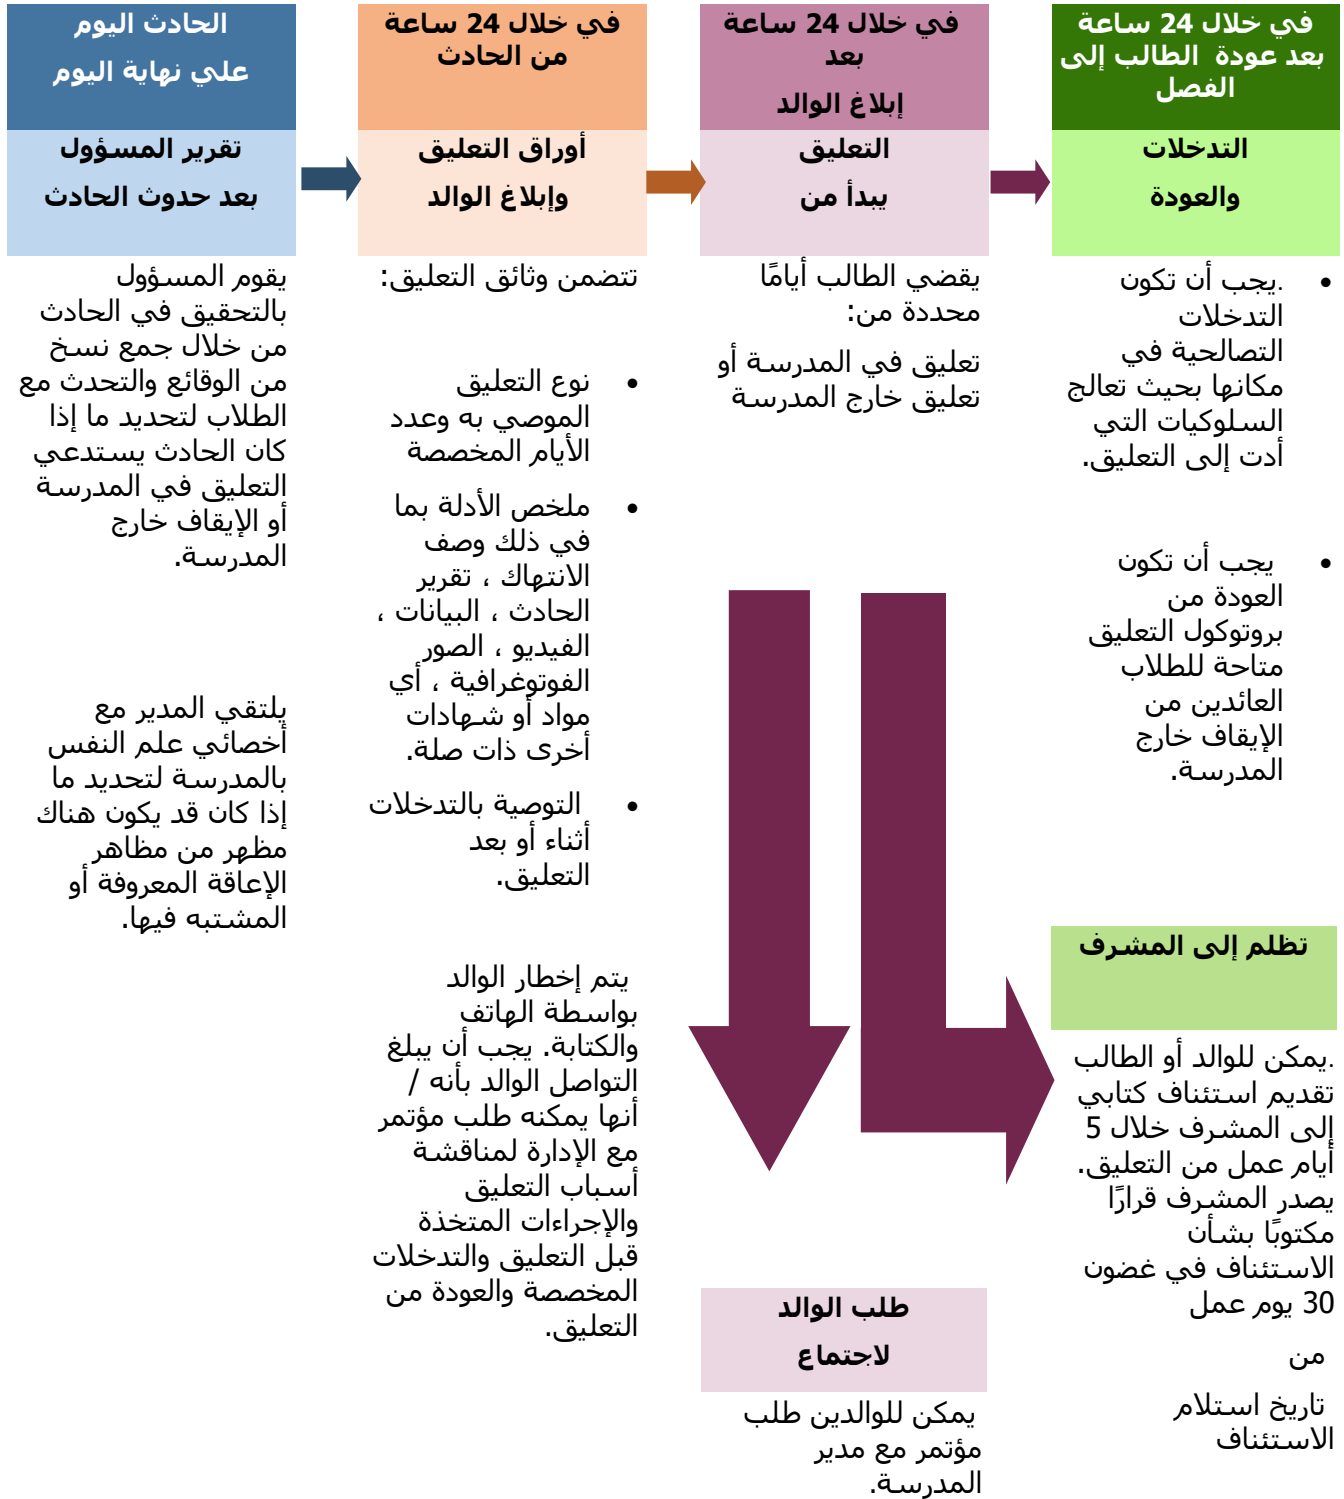 الحادث اليوم
علي نهاية اليوم
تقرير المسؤول
بعد حدوث الحادث
يقوم المسؤول
بالتحقيق في الحادث
من خلال جمع نسخ
من الوقائع والتحدث مع
الطلاب لتحديد ما إذا
كان الحادث يستدعي
التعليق في المدرسة
أو الإيقاف خارج
المدرسة.
يلتقي المدير مع
أخصائي علم النفس
بالمدرسة لتحديد ما
إذا كان قد يكون هناك
مظهر من مظاهر
الإعاقة المعروفة أو
المشتبه فيها.
في خلال 24 ساعة
من الحادث
أوراق التعليق
وإبلاغ الوالد
تتضمن وثائق التعليق:
• نوع التعليق
الموصي به وعدد
الأيام المخصصة
• ملخص الأدلة بما
في ذلك وصف
الانتهاك ، تقرير
الحادث ، البيانات ،
الفيديو ، الصور
الفوتوغرافية ، أي
مواد أو شهادات
أخرى ذات صلة.
• التوصية بالتدخلات
أثناء أو بعد
التعليق.
يتم إخطار الوالد
بواسطة الهاتف
والكتابة. يجب أن يبلغ
التواصل الوالد بأنه /
أنها يمكنه طلب مؤتمر
مع الإدارة لمناقشة
أسباب التعليق
والإجراءات المتخذة
قبل التعليق والتدخلات
المخصصة والعودة من
التعليق.
في خلال 24 ساعة
بعد
إبلاغ الوالد
التعليق
يبدأ من
يقضي الطالب أيامًا
محددة من:
تعليق في المدرسة أو
تعليق خارج المدرسة
طلب الوالد
لاجتماع
يمكن للوالدين طلب
مؤتمر مع مدير
المدرسة.
في خلال 24 ساعة
بعد عودة الطالب إلى
الفصل
التدخلات
والعودة
• .يجب أن تكون
التدخلات
التصالحية في
مكانها بحيث تعالج
السلوكيات التي
أدت إلى التعليق.
• يجب أن تكون
العودة من
بروتوكول التعليق
متاحة للطلاب
العائدين من
الإيقاف خارج
المدرسة.
تظلم إلى المشرف
.يمكن للوالد أو الطالب
تقديم استئناف كتابي
إلى المشرف خلال 5
أيام عمل من التعليق.
يصدر المشرف قرارًا
مكتوبًا بشأن
الاستئناف في غضون
30 يوم عمل
من
تاريخ استلام
الاستئناف